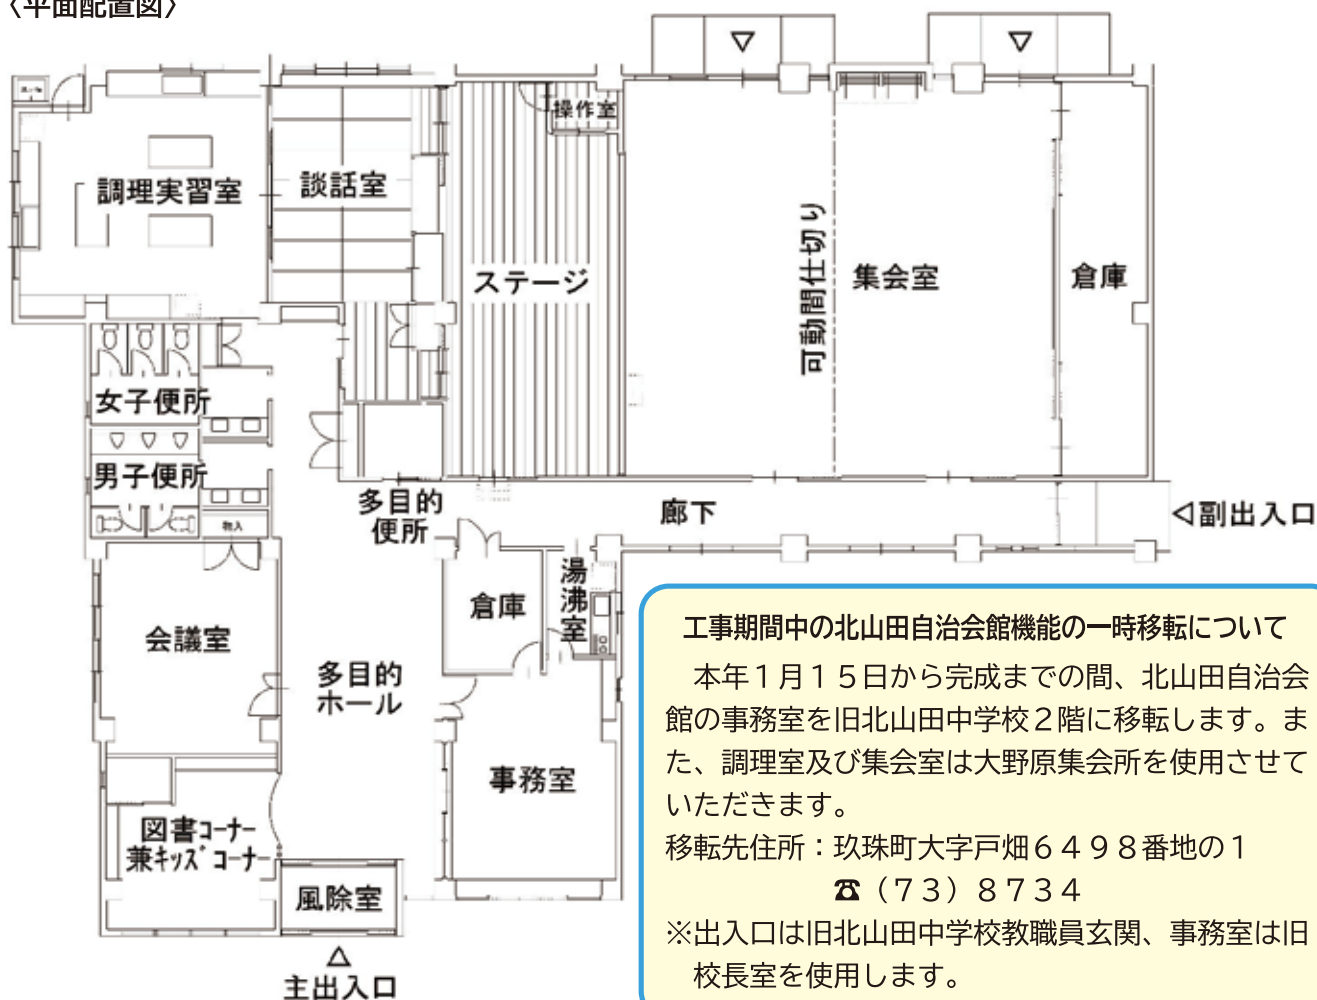 〈平面配置図〉
操作室
調理実習室
談話室
ステージ
可動間仕切り
集会室
倉庫
女子便所
男子便所
物入
多目的
便所
廊下
◁副出入口
倉庫
湯沸室
会議室
多目的
ホール
事務室
図書コーナー
兼キッズコーナー
風除室
△
主出入口
工事期間中の北山田自治会館機能の一時移転について
本年1月15日から完成までの間、北山田自治会
館の事務室を旧北山田中学校2階に移転します。ま
た、調理室及び集会室は大野原集会所を使用させて
いただきます。
移転先住所：玖珠町大字戸畑6498番地の1
☎（73）8734
※出入口は旧北山田中学校教職員玄関、事務室は旧
校長室を使用します。